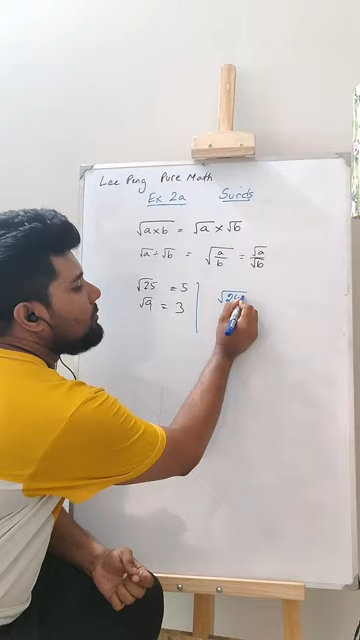 Lee Peng Pure Math
Ex 2a Surds
√a×b = √a × √b
√a ÷ √b = √a/b = √a/√b
√25 = 5
√9 = 3